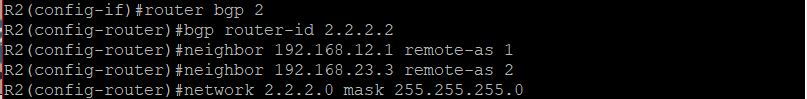 R2(config-if)#router bgp 2
R2(config-router)#bgp router-id 2.2.2.2
R2(config-router)#neighbor 192.168.12.1 remote-as 1
R2(config-router)#neighbor 192.168.23.3 remote-as 2
R2(config-router)#network 2.2.2.0 mask 255.255.255.0